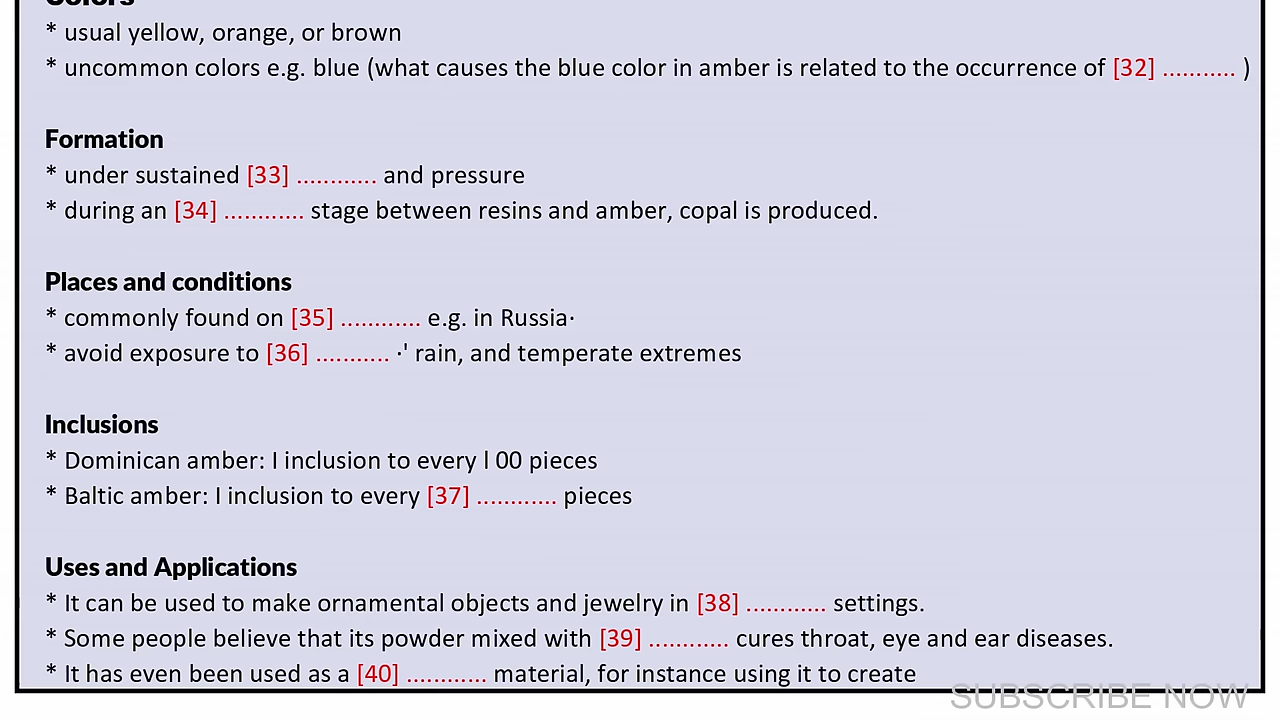 Colors
* usual yellow, orange, or brown
* uncommon colors e.g. blue (what causes the blue color in amber is related to the occurrence of [32] ........... )
Formation
* under sustained [33] ............ and pressure
* during an [34] ............ stage between resins and amber, copal is produced.
Places and conditions
* commonly found on [35] ............ e.g. in Russia·
* avoid exposure to [36] ........... ·' rain, and temperate extremes
Inclusions
* Dominican amber: I inclusion to every l 00 pieces
* Baltic amber: I inclusion to every [37] ............ pieces
Uses and Applications
* It can be used to make ornamental objects and jewelry in [38] ............ settings.
* Some people believe that its powder mixed with [39] ............ cures throat, eye and ear diseases.
* It has even been used as a [40] ............ material, for instance using it to create
SUBSCRIBE NOW